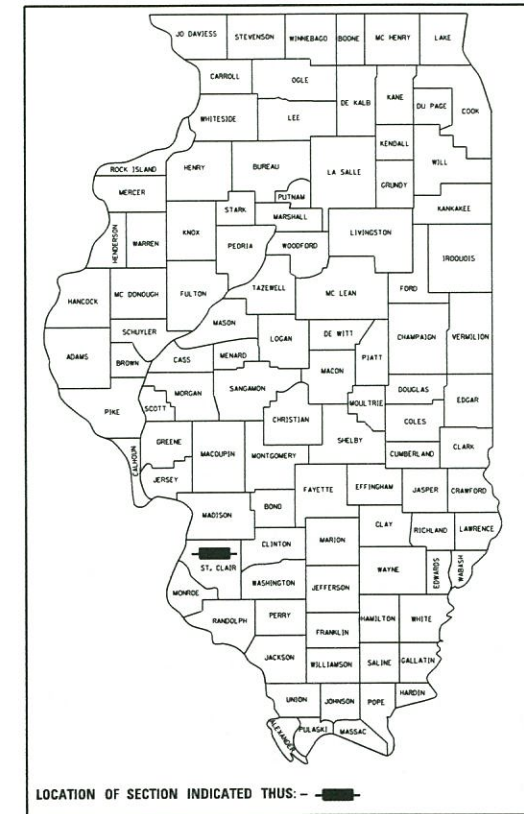 JO DAVIESS STEVENSON WINNEBAGO BOONE MC HENRY LAKE
CARROLL OGLE
DE KALB KANE DU PAGE COOK
WHITESIDE LEE
KENDALL WILL
ROCK ISLAND HENRY BUREAU LA SALLE GRUNDY
MERCER PUTNAM
STARK MARSHALL KANKAKEE
HENDERSON WARREN KNOX PEORIA WOODFORD LIVINGSTON IROQUOIS
HANCOCK MC DONOUGH FULTON TAZEWELL MC LEAN FORD
MASON
SCHUYLER LOGAN DE WITT CHAMPAIGN VERMILION
ADAMS BROWN CASS MENARD PIATT
MACON
MORGAN SANGAMON DOUGLAS EDGAR
PIKE SCOTT CHRISTIAN MOULTRIE COLES
GREENE MACOUPIN MONTGOMERY SHELBY CUMBERLAND CLARK
CALHOUN JERSEY FAYETTE EFFINGHAM JASPER CRAWFORD
MADISON BOND
CLAY RICHLAND LAWRENCE
CLINTON MARION
ST. CLAIR WAYNE EDWARDS WABASH
MONROE WASHINGTON JEFFERSON
RANDOLPH PERRY HAMILTON WHITE
FRANKLIN
JACKSON WILLIAMSON SALINE GALLATIN
UNION JOHNSON POPE HARDIN
ALEXANDER PULASKI MASSAC
LOCATION OF SECTION INDICATED THUS: -